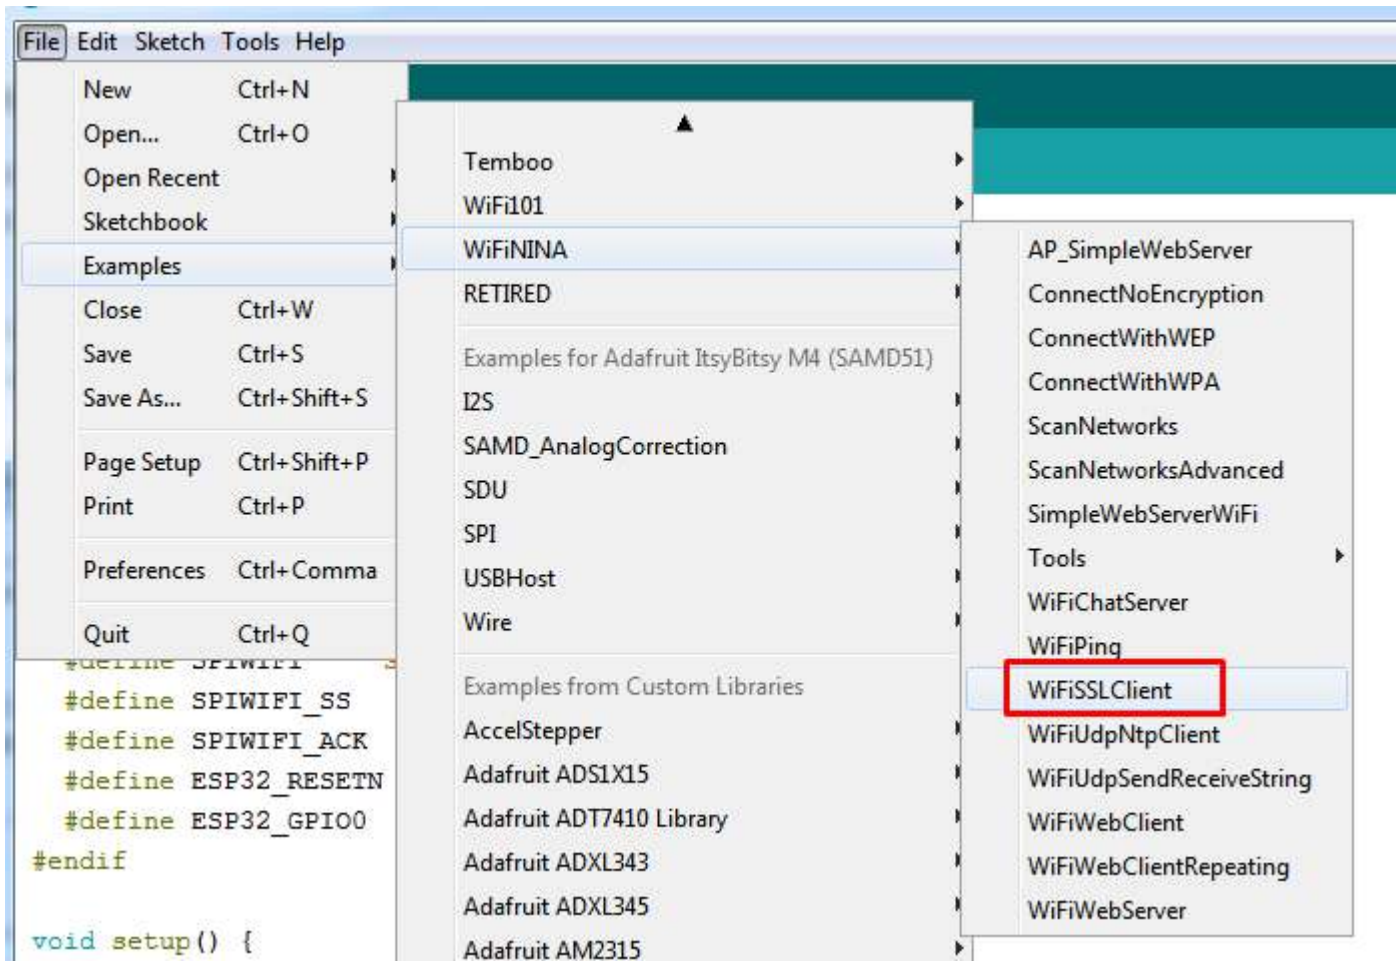 File Edit Sketch Tools Help
New Ctrl+N
Open... Ctrl+O
Open Recent
Sketchbook
Examples
Close Ctrl+W
Save Ctrl+S
Save As... Ctrl+Shift+S
Page Setup Ctrl+Shift+P
Print Ctrl+P
Preferences Ctrl+Comma
Quit Ctrl+Q
Temboo
WiFi101
WiFiNINA
RETIRED
Examples for Adafruit ItsyBitsy M4 (SAMD51)
I2S
SAMD_AnalogCorrection
SDU
SPI
USBHost
Wire
Examples from Custom Libraries
AccelStepper
Adafruit ADS1X15
Adafruit ADT7410 Library
Adafruit ADXL343
Adafruit ADXL345
Adafruit AM2315
AP_SimpleWebServer
ConnectNoEncryption
ConnectWithWEP
ConnectWithWPA
ScanNetworks
ScanNetworksAdvanced
SimpleWebServerWiFi
Tools
WiFiChatServer
WiFiPing
WiFiSSLClient
WiFiUdpNtpClient
WiFiUdpSendReceiveString
WiFiWebClient
WiFiWebClientRepeating
WiFiWebServer
#define SPIWIFI S
#define SPIWIFI_SS
#define SPIWIFI_ACK
#define ESP32_RESETN
#define ESP32_GPIO0
#endif
void setup() {